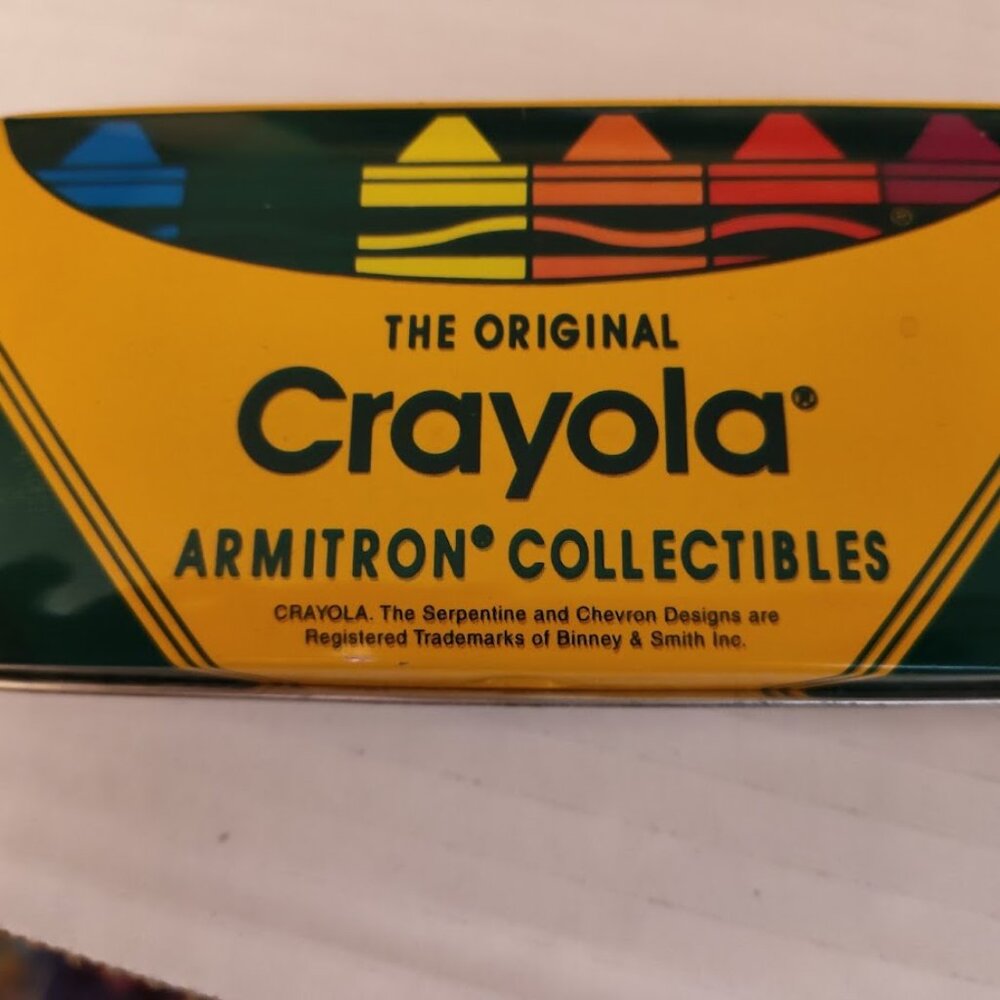 THE ORIGINAL
Crayola®
ARMITRON® COLLECTIBLES
CRAYOLA. The Serpentine and Chevron Designs are
Registered Trademarks of Binney & Smith Inc.